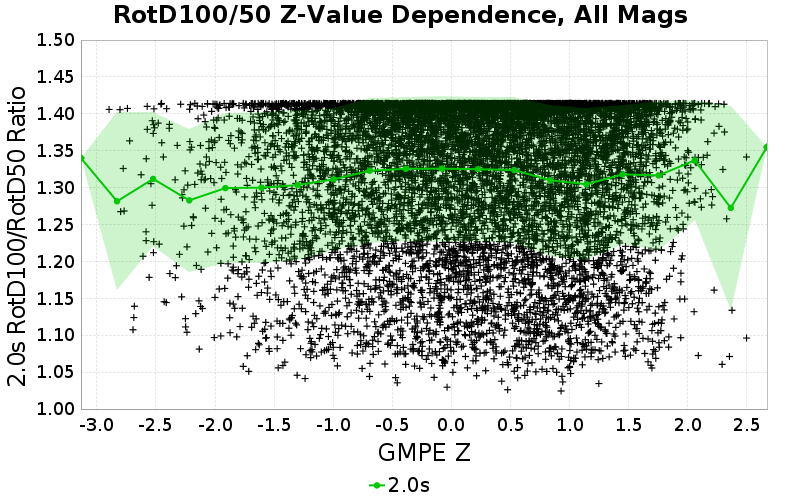 RotD100/50 Z-Value Dependence, All Mags
2.0s RotD100/RotD50 Ratio
1.50
1.45
1.40
1.35
1.30
1.25
1.20
1.15
1.10
1.05
1.00
-3.0 -2.5 -2.0 -1.5 -1.0 -0.5 0.0 0.5 1.0 1.5 2.0 2.5
GMPE Z
2.0s